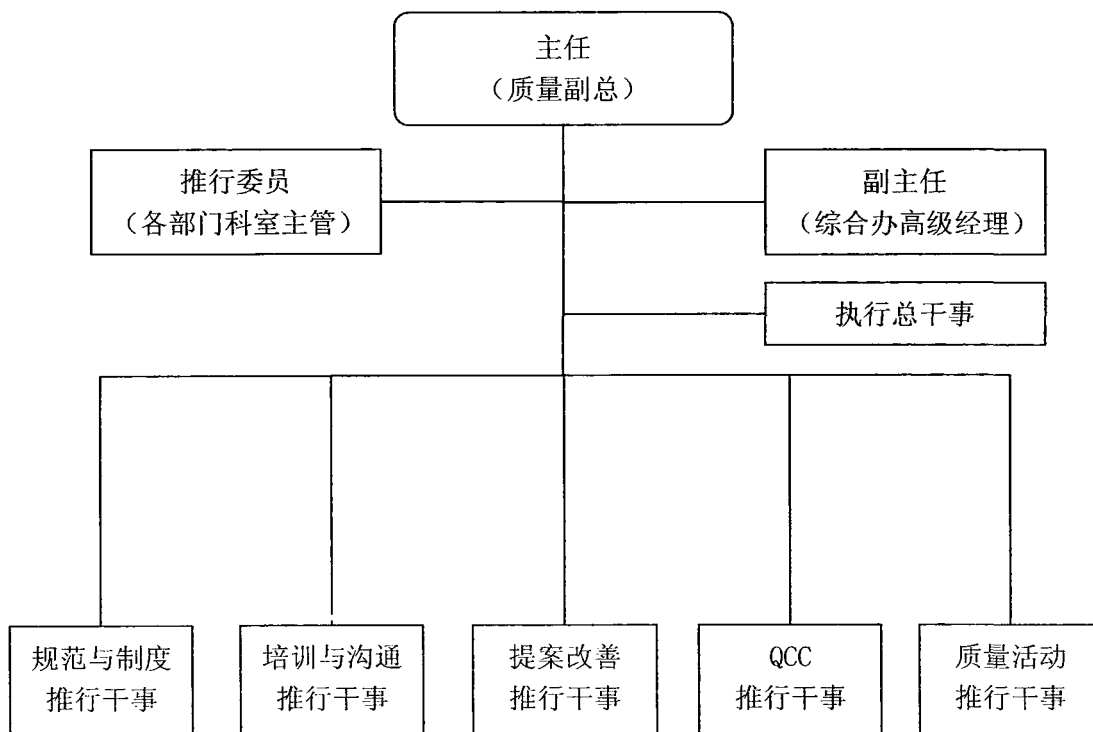 主任
（质量副总）
推行委员
（各部门科室主管）
副主任
（综合办高级经理）
执行总干事
规范与制度
推行干事
培训与沟通
推行干事
提案改善
推行干事
QCC
推行干事
质量活动
推行干事